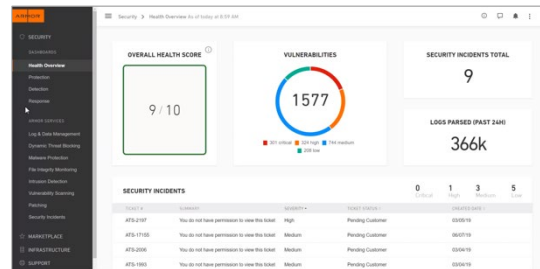 ARMOR
Security > Health Overview As of today at 8:59 AM
SECURITY
DASHBOARDS
Health Overview
Protection
Detection
Response
ARMOR SERVICES
Log & Data Management
Dynamic Threat Blocking
Malware Protection
File Integrity Monitoring
Intrusion Detection
Vulnerability Scanning
Patching
Security Incidents
MARKETPLACE
INFRASTRUCTURE
SUPPORT
OVERALL HEALTH SCORE
9/10
VULNERABILITIES
1577
301 critical 324 high 744 medium
208 low
SECURITY INCIDENTS TOTAL
9
LOGS PARSED (PAST 24H)
366k
SECURITY INCIDENTS
0 Critical
1 High
3 Medium
5 Low
TICKET # SUMMARY SEVERITY TICKET STATUS CREATED DATE
ATS-2197 You do not have permission to view this ticket High Pending Customer 03/05/19
ATS-17100 You do not have permission to view this ticket Medium Pending Customer 06/07/19
ATS-2006 You do not have permission to view this ticket Medium Pending Customer 03/04/19
ATS-1993 You do not have permission to view this ticket Medium Pending Customer 03/04/19